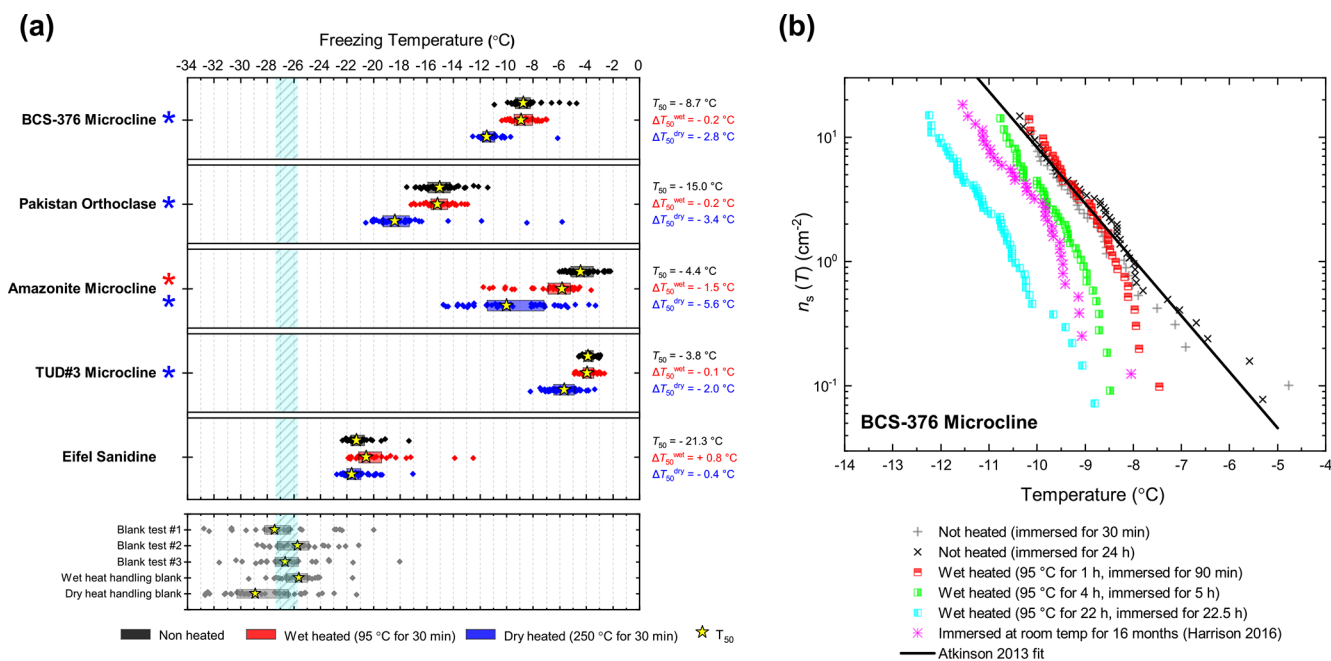 (a)
Freezing Temperature (°C)
-34 -32 -30 -28 -26 -24 -22 -20 -18 -16 -14 -12 -10 -8 -6 -4 -2 0
BCS-376 Microcline *
T50 = - 8.7 °C
ΔT50wet = - 0.2 °C
ΔT50dry = - 2.8 °C
Pakistan Orthoclase *
T50 = - 15.0 °C
ΔT50wet = - 0.2 °C
ΔT50dry = - 3.4 °C
*
Amazonite Microcline
*
T50 = - 4.4 °C
ΔT50wet = - 1.5 °C
ΔT50dry = - 5.6 °C
TUD#3 Microcline *
T50 = - 3.8 °C
ΔT50wet = - 0.1 °C
ΔT50dry = - 2.0 °C
Eifel Sanidine
T50 = - 21.3 °C
ΔT50wet = + 0.8 °C
ΔT50dry = - 0.4 °C
Blank test #1
Blank test #2
Blank test #3
Wet heat handling blank
Dry heat handling blank
Non heated Wet heated (95 °C for 30 min) Dry heated (250 °C for 30 min) T50
(b)
ns (T) (cm-2)
10^1
10^0
10^-1
BCS-376 Microcline
-14 -13 -12 -11 -10 -9 -8 -7 -6 -5 -4
Temperature (°C)
Not heated (immersed for 30 min)
Not heated (immersed for 24 h)
Wet heated (95 °C for 1 h, immersed for 90 min)
Wet heated (95 °C for 4 h, immersed for 5 h)
Wet heated (95 °C for 22 h, immersed for 22.5 h)
Immersed at room temp for 16 months (Harrison 2016)
Atkinson 2013 fit